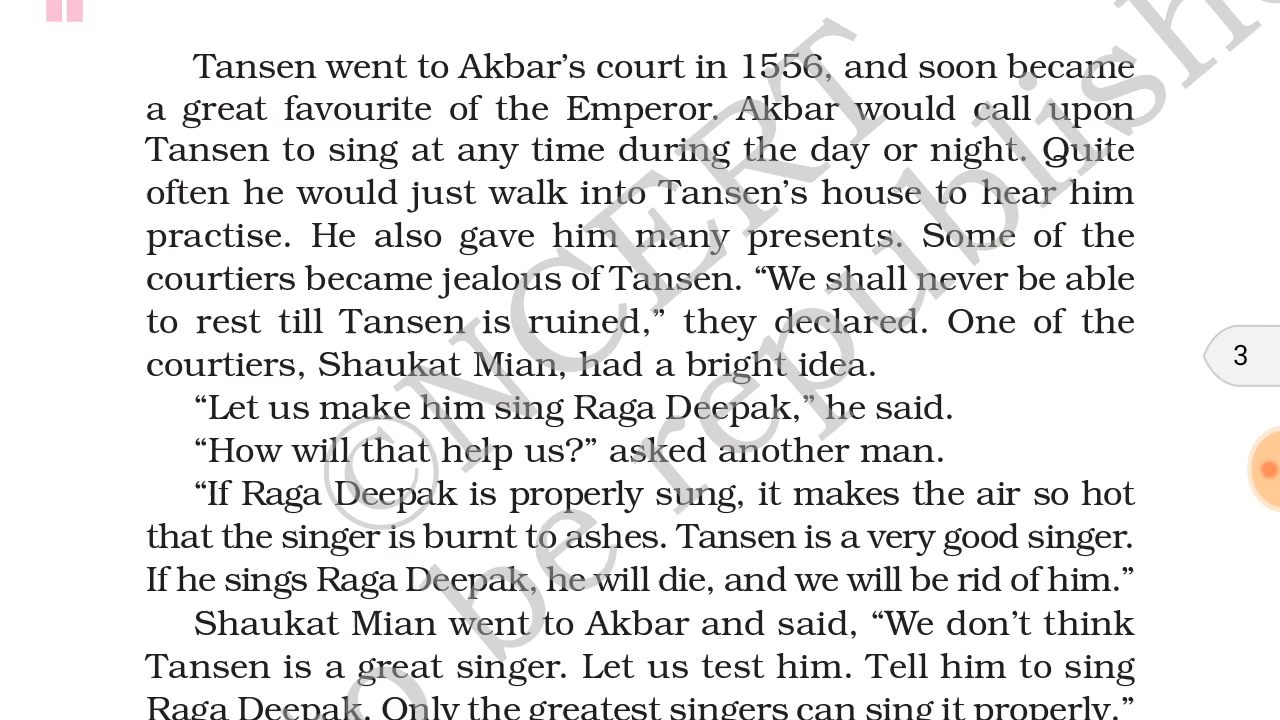 Tansen went to Akbar’s court in 1556, and soon became
a great favourite of the Emperor. Akbar would call upon
Tansen to sing at any time during the day or night. Quite
often he would just walk into Tansen’s house to hear him
practise. He also gave him many presents. Some of the
courtiers became jealous of Tansen. “We shall never be able
to rest till Tansen is ruined,” they declared. One of the
courtiers, Shaukat Mian, had a bright idea.
“Let us make him sing Raga Deepak,” he said.
“How will that help us?” asked another man.
“If Raga Deepak is properly sung, it makes the air so hot
that the singer is burnt to ashes. Tansen is a very good singer.
If he sings Raga Deepak, he will die, and we will be rid of him.”
Shaukat Mian went to Akbar and said, “We don’t think
Tansen is a great singer. Let us test him. Tell him to sing
Raga Deepak. Only the greatest singers can sing it properly.”
3
©NCERT
o be republish